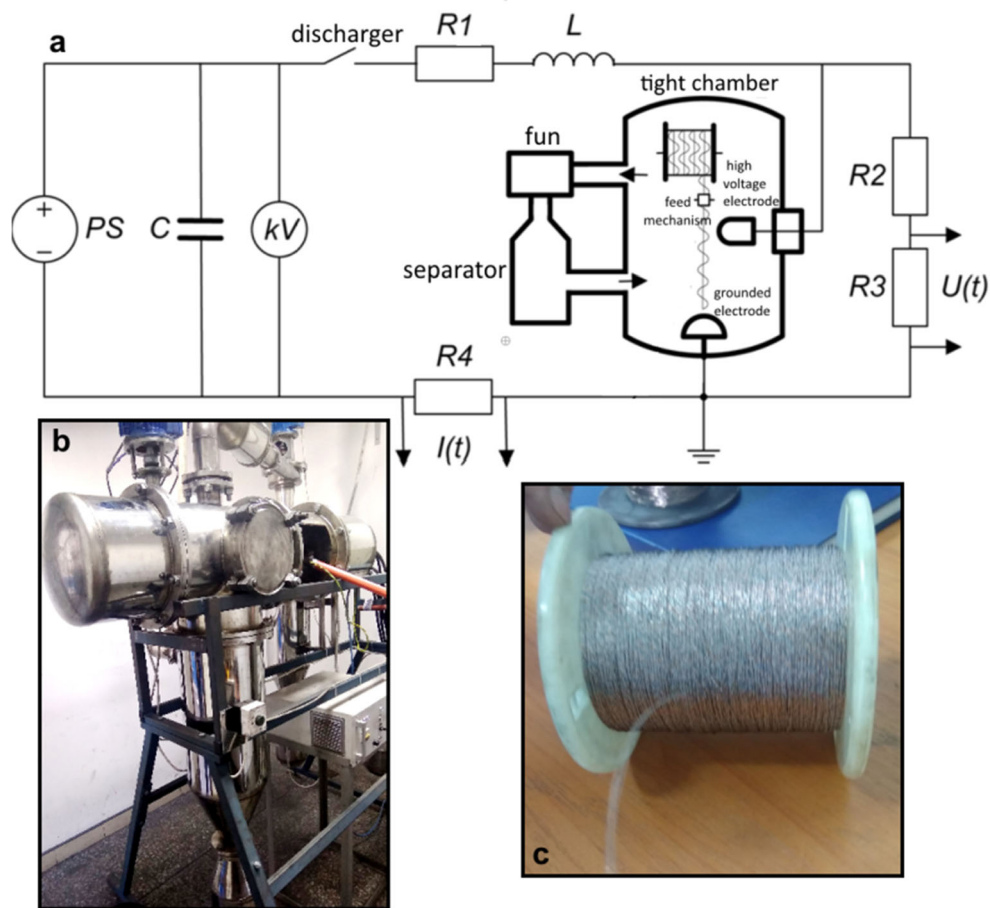 a
discharger
R1
L
tight chamber
fun
high
voltage
electrode
feed
mechanism
R2
+
−
PS
C
kV
separator
R3
U(t)
grounded
electrode
R4
I(t)
b
c